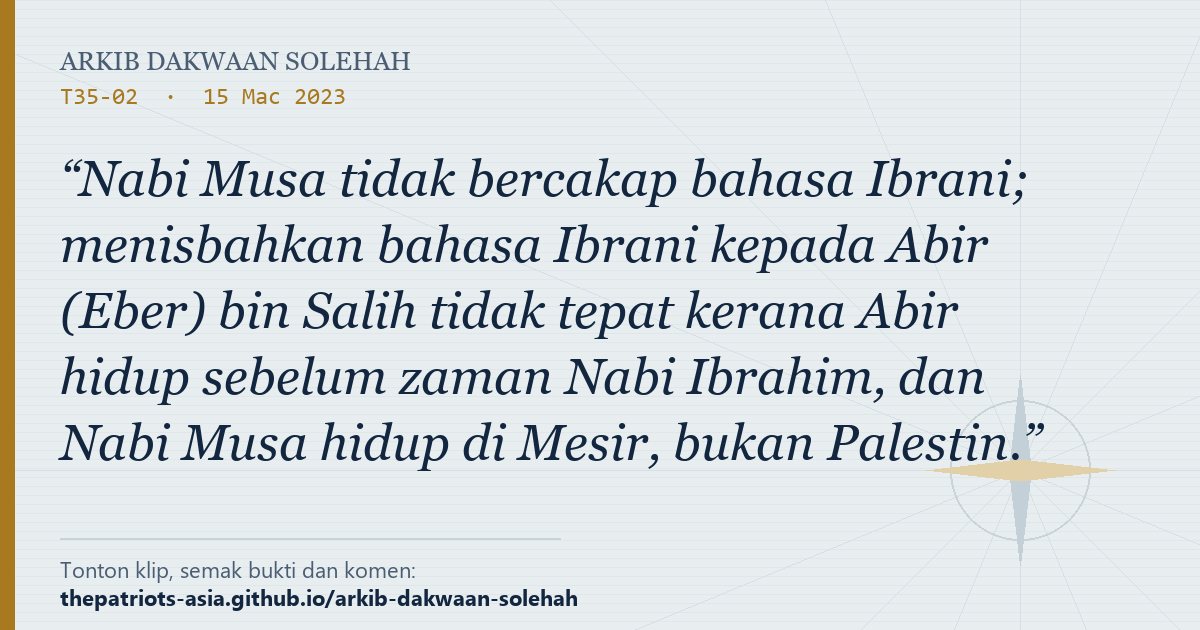 ARKIB DAKWAAN SOLEHAH
T35-02 · 15 Mac 2023
“Nabi Musa tidak bercakap bahasa Ibrani;
menisbahkan bahasa Ibrani kepada Abir
(Eber) bin Salih tidak tepat kerana Abir
hidup sebelum zaman Nabi Ibrahim, dan
Nabi Musa hidup di Mesir, bukan Palestin.”
Tonton klip, semak bukti dan komen:
thepatriots-asia.github.io/arkib-dakwaan-solehah